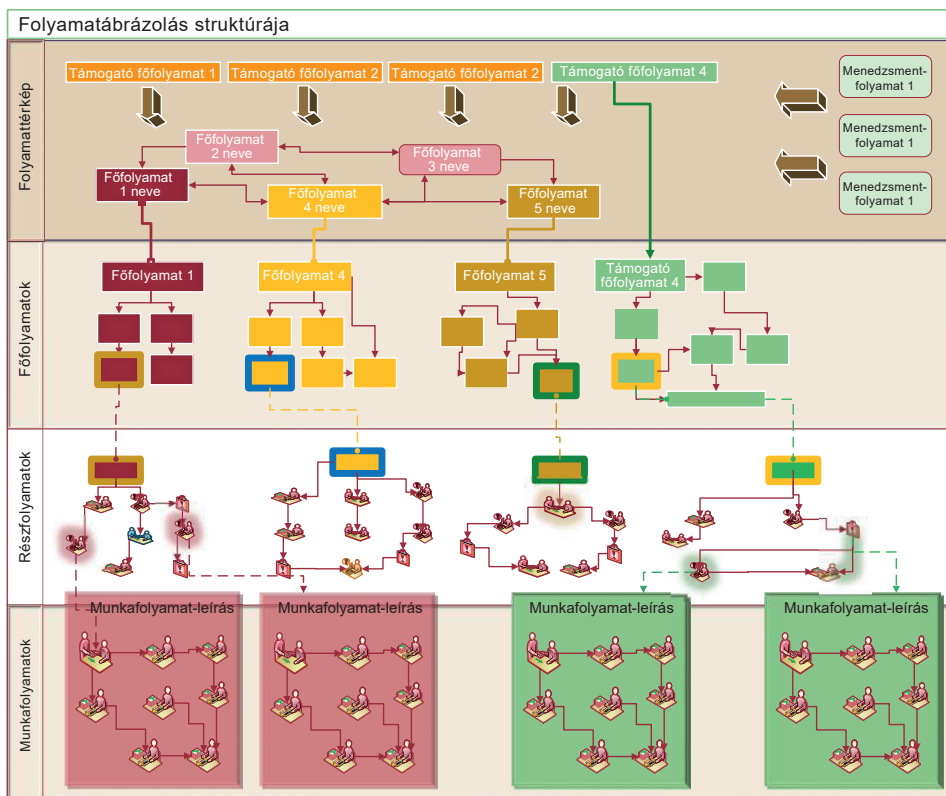 Folyamatábrázolás struktúrája
Folyamattérkép
Támogató főfolyamat 1
Támogató főfolyamat 2
Támogató főfolyamat 2
Támogató főfolyamat 4
Menedzsment-
folyamat 1
Menedzsment-
folyamat 1
Menedzsment-
folyamat 1
Főfolyamat
2 neve
Főfolyamat
3 neve
Főfolyamat
1 neve
Főfolyamat
4 neve
Főfolyamat
5 neve
Főfolyamatok
Főfolyamat 1
Főfolyamat 4
Főfolyamat 5
Támogató
főfolyamat 4
Részfolyamatok
Munkafolyamatok
Munkafolyamat-leírás
Munkafolyamat-leírás
Munkafolyamat-leírás
Munkafolyamat-leírás